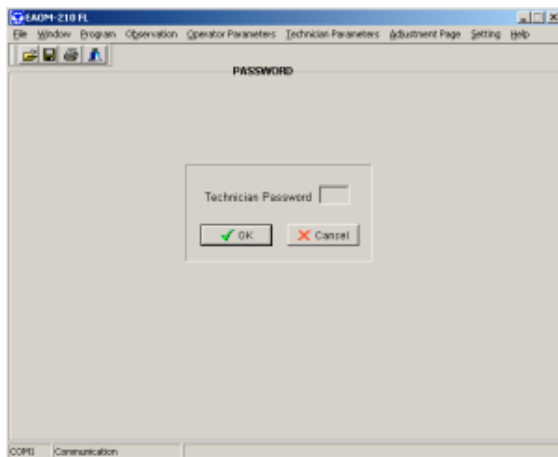 EAOM-210 FL
File Window Program Observation Operator Parameters Technician Parameters Adjustment Page Setting Help
PASSWORD
Technician Password
OK Cancel
COM1 Communication